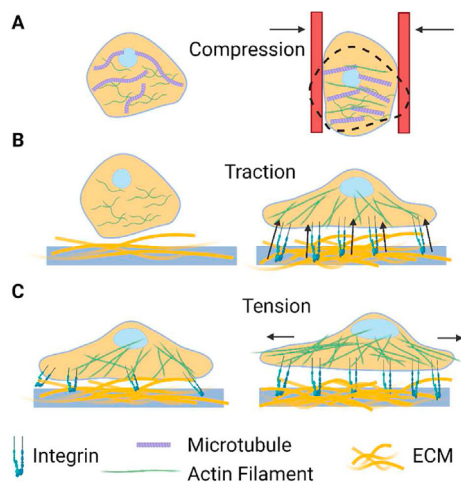 A
Compression
B
Traction
C
Tension
Integrin
Microtubule
Actin Filament
ECM